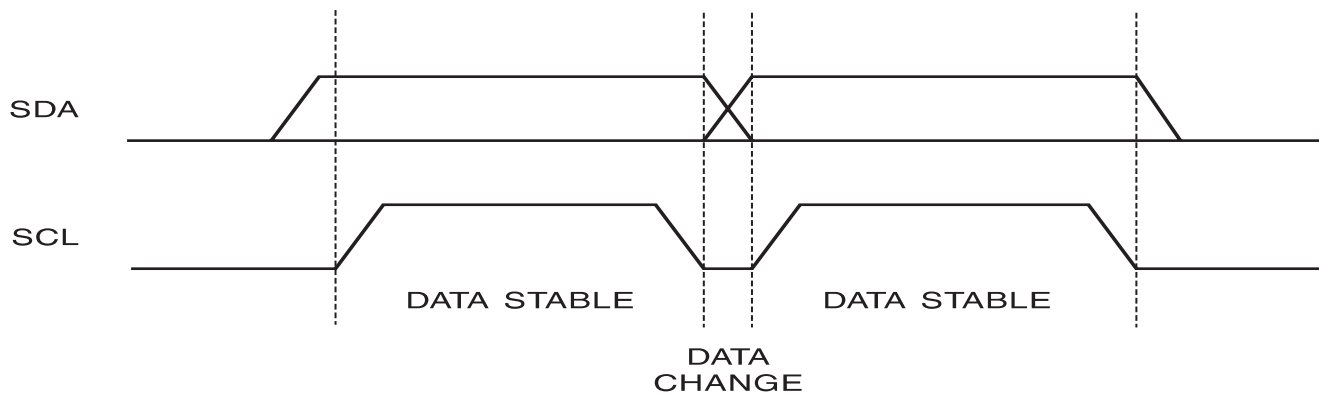 SDA
SCL
DATA STABLE
DATA STABLE
DATA
CHANGE